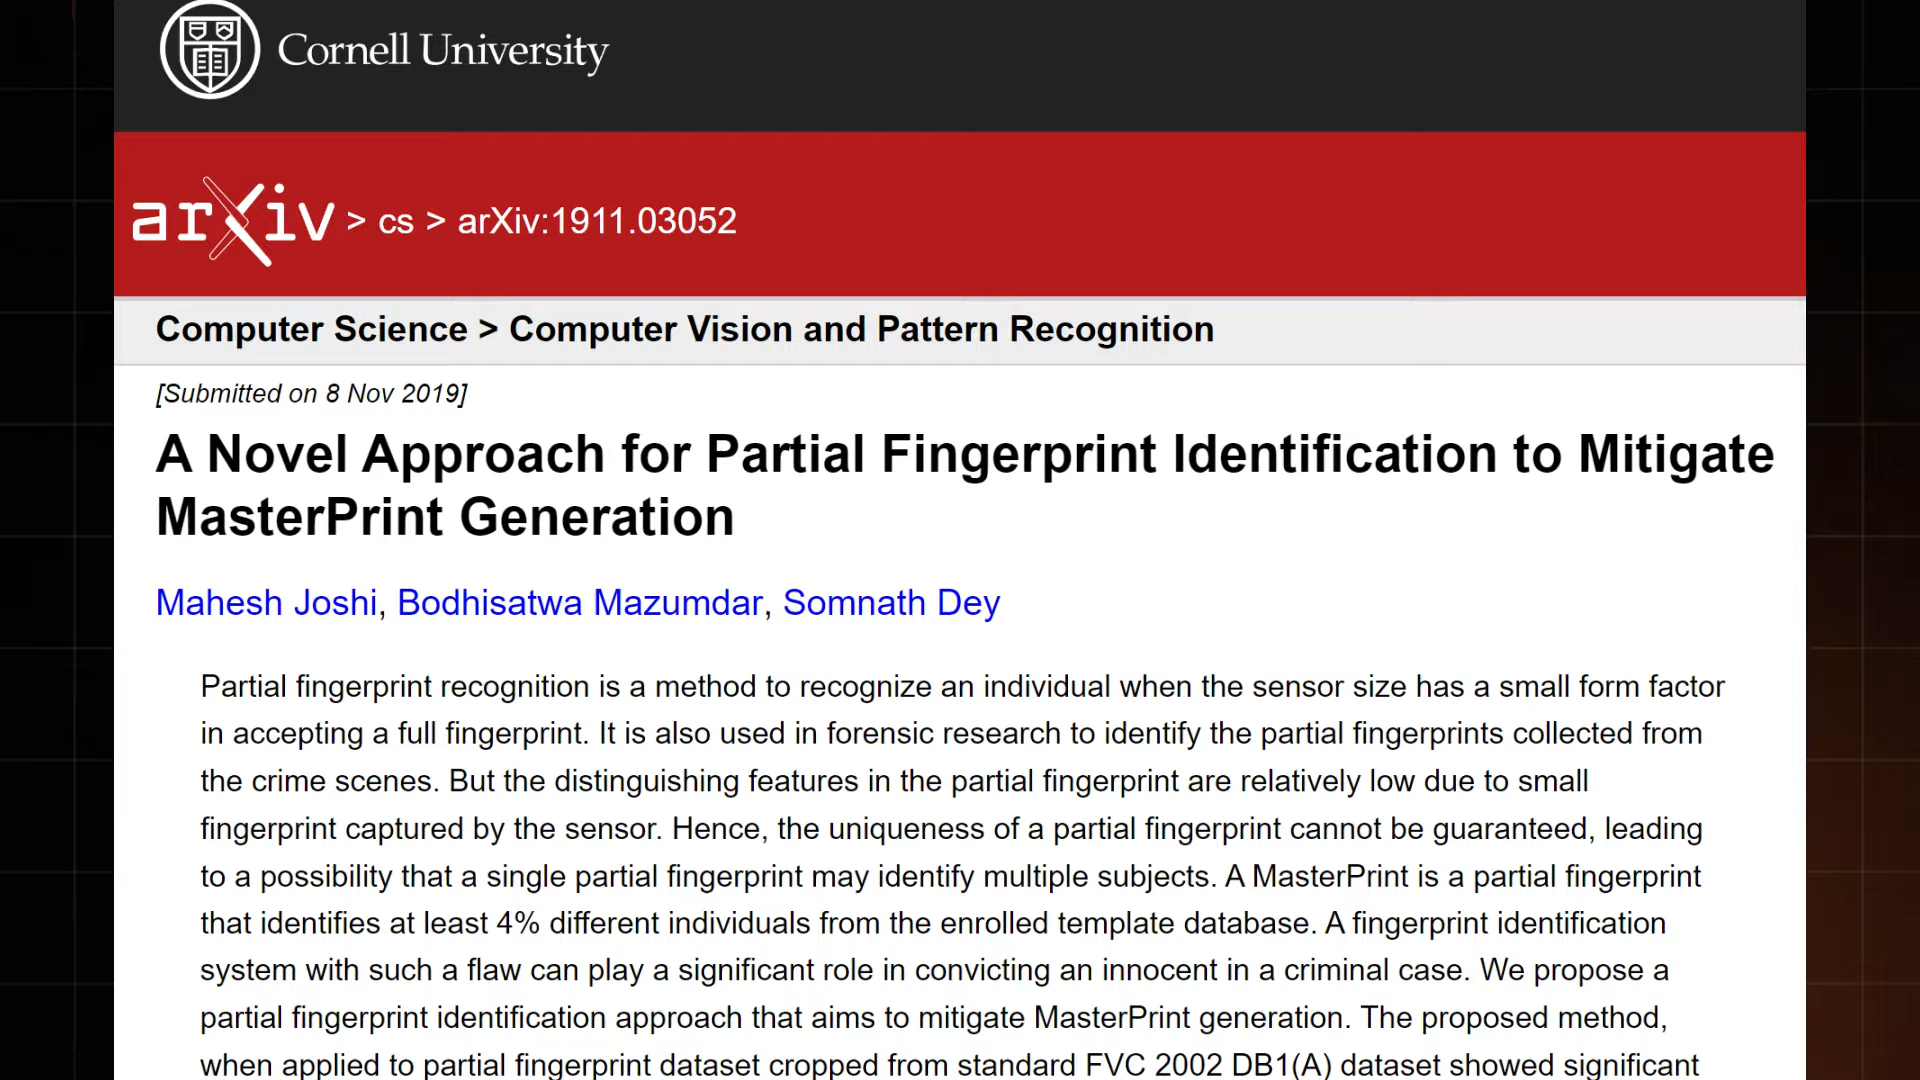 Cornell University
arXiv > cs > arXiv:1911.03052
Computer Science > Computer Vision and Pattern Recognition
[Submitted on 8 Nov 2019]
A Novel Approach for Partial Fingerprint Identification to Mitigate
MasterPrint Generation
Mahesh Joshi, Bodhisatwa Mazumdar, Somnath Dey
Partial fingerprint recognition is a method to recognize an individual when the sensor size has a small form factor
in accepting a full fingerprint. It is also used in forensic research to identify the partial fingerprints collected from
the crime scenes. But the distinguishing features in the partial fingerprint are relatively low due to small
fingerprint captured by the sensor. Hence, the uniqueness of a partial fingerprint cannot be guaranteed, leading
to a possibility that a single partial fingerprint may identify multiple subjects. A MasterPrint is a partial fingerprint
that identifies at least 4% different individuals from the enrolled template database. A fingerprint identification
system with such a flaw can play a significant role in convicting an innocent in a criminal case. We propose a
partial fingerprint identification approach that aims to mitigate MasterPrint generation. The proposed method,
when applied to partial fingerprint dataset cropped from standard FVC 2002 DB1(A) dataset showed significant